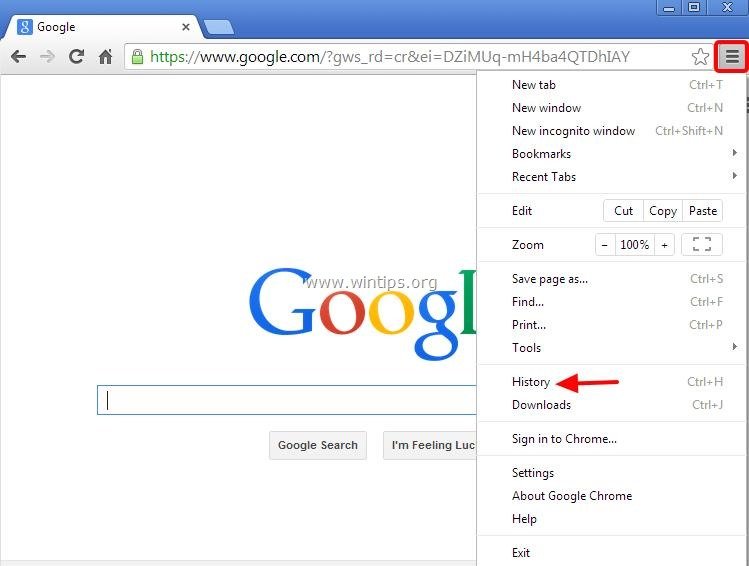 Google
https://www.google.com/?gws_rd=cr&ei=DZiMUq-mH4ba4QTDhIAY
New tab Ctrl+T
New window Ctrl+N
New incognito window Ctrl+Shift+N
Bookmarks
Recent Tabs
Edit Cut Copy Paste
Zoom − 100% +
Save page as... Ctrl+S
Find... Ctrl+F
Print... Ctrl+P
Tools
History Ctrl+H
Downloads Ctrl+J
Sign in to Chrome...
Settings
About Google Chrome
Help
Exit
www.wintips.org
Googl
Google Search I'm Feeling Luc